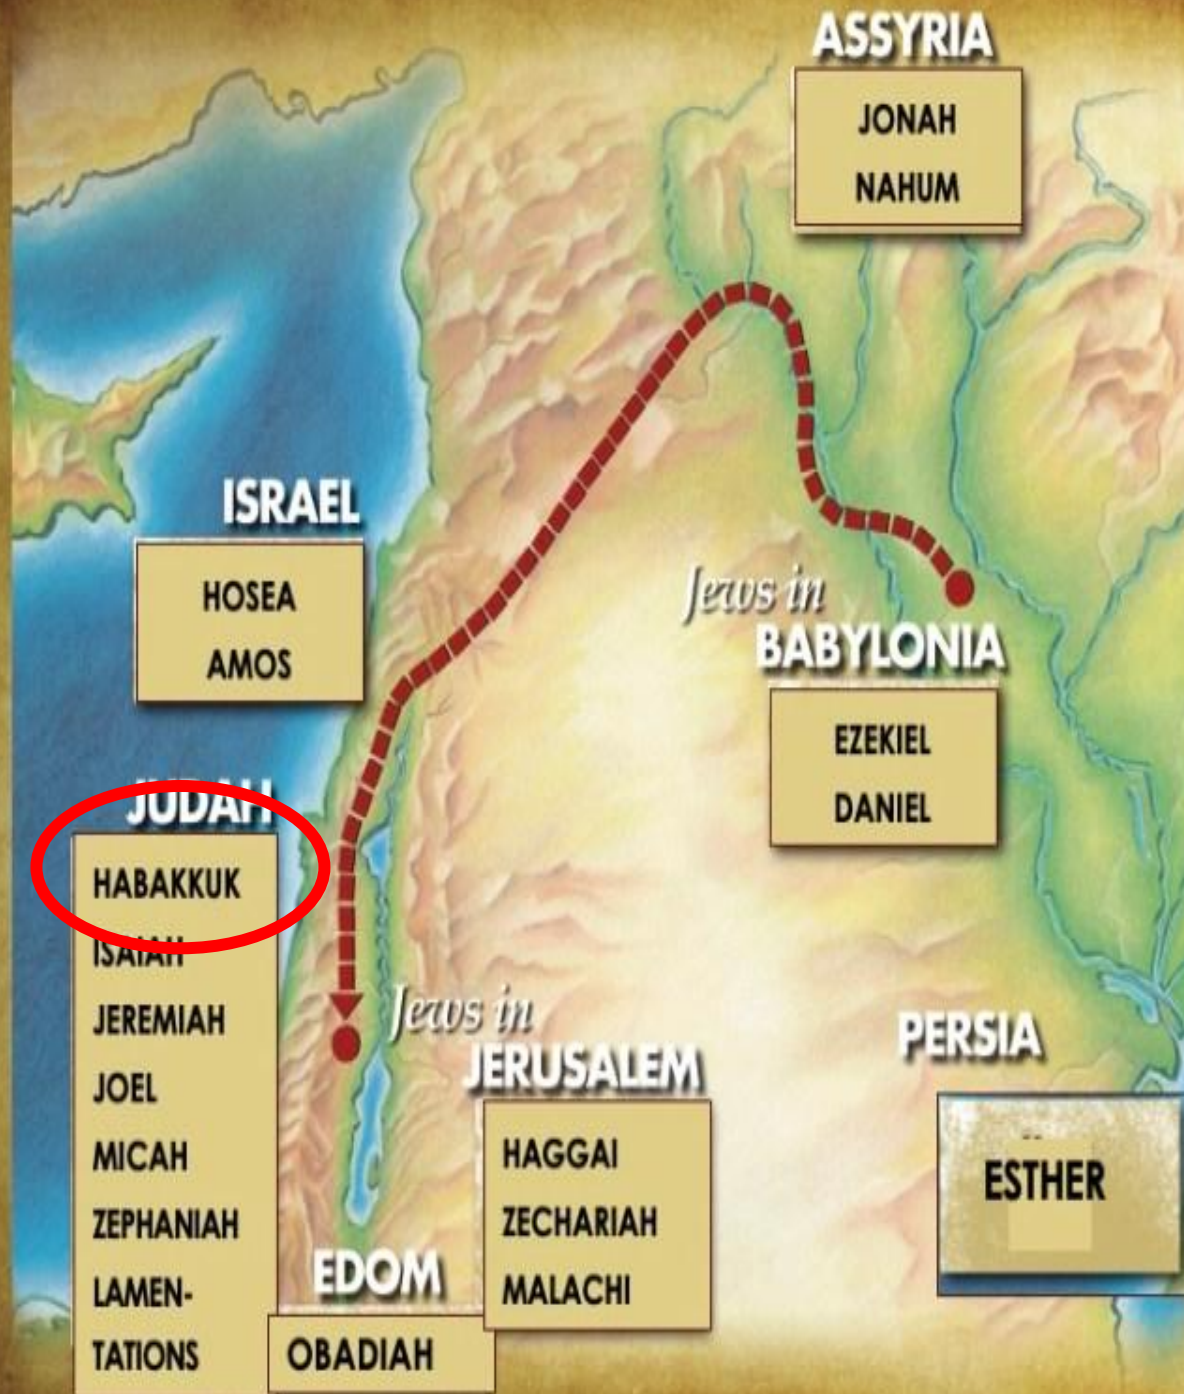 ASSYRIA
JONAH
NAHUM
ISRAEL
HOSEA
AMOS
Jews in
BABYLONIA
EZEKIEL
DANIEL
JUDAH
HABAKKUK
ISAIAH
JEREMIAH
JOEL
MICAH
ZEPHANIAH
LAMEN-
TATIONS
Jews in
JERUSALEM
HAGGAI
ZECHARIAH
MALACHI
EDOM
OBADIAH
PERSIA
ESTHER